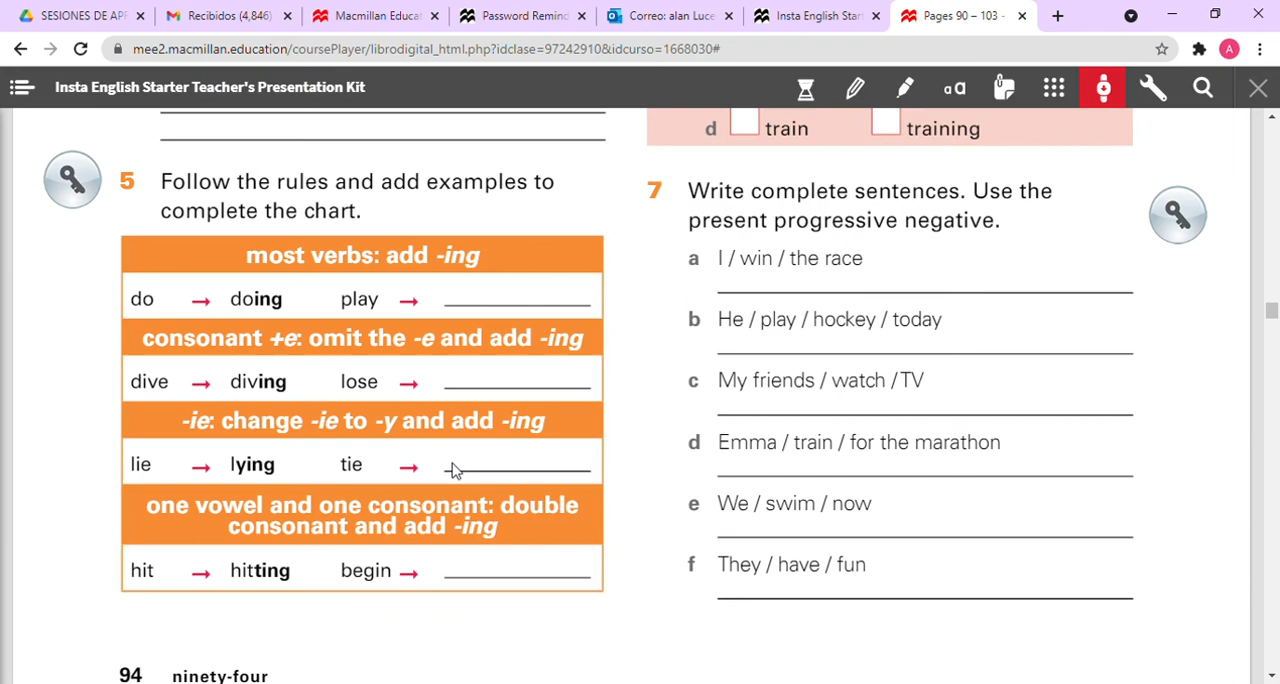 SESIONES DE AP
Recibidos (4,846)
Macmillan Educat
Password Remind
Correo: alan Luce
Insta English Star
Pages 90 – 103 -
mee2.macmillan.education/coursePlayer/librodigital_html.php?idclase=97242910&idcurso=1668030#
A
Insta English Starter Teacher's Presentation Kit
aa
d train training
5 Follow the rules and add examples to
complete the chart.
most verbs: add -ing
do → doing play → ____________
consonant +e: omit the -e and add -ing
dive → diving lose → ____________
-ie: change -ie to -y and add -ing
lie → lying tie → ____________
one vowel and one consonant: double
consonant and add -ing
hit → hitting begin → ____________
94 ninety-four
7 Write complete sentences. Use the
present progressive negative.
a I / win / the race
b He / play / hockey / today
c My friends / watch / TV
d Emma / train / for the marathon
e We / swim / now
f They / have / fun